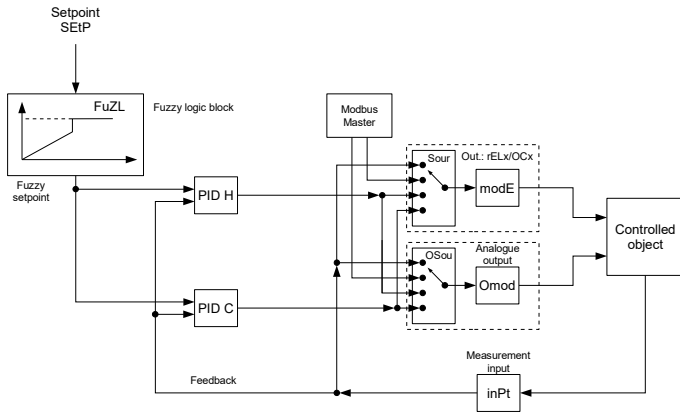 Setpoint
SEtP
FuZL
Fuzzy logic block
Fuzzy
setpoint
Modbus
Master
Out.: rELx/OCx
Sour
modE
PID H
Controlled
object
Analogue
output
OSou
Omod
PID C
Measurement
input
Feedback
inPt